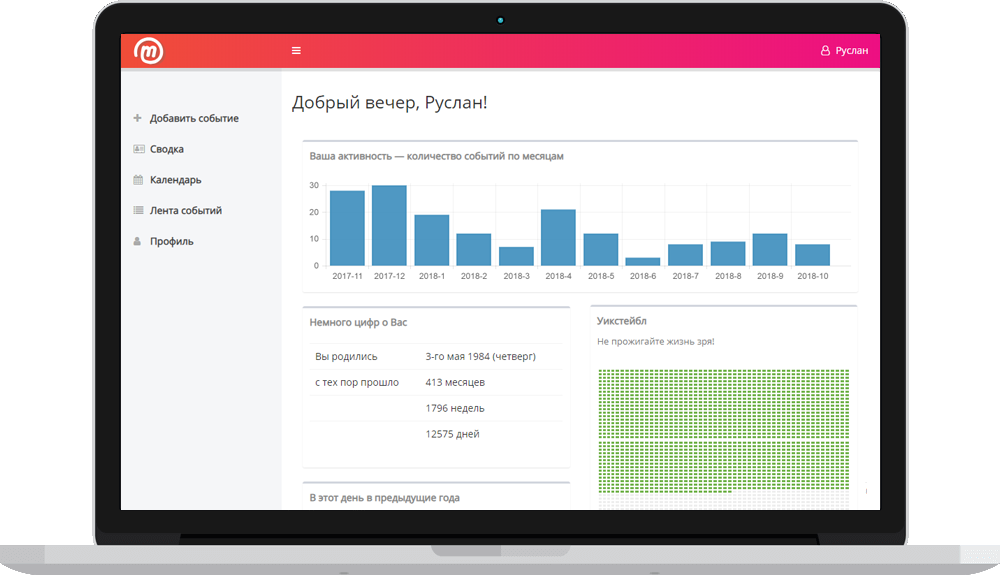 m
Руслан
Добрый вечер, Руслан!
Добавить событие
Сводка
Календарь
Лента событий
Профиль
Ваша активность — количество событий по месяцам
30
20
10
0
2017-11 2017-12 2018-1 2018-2 2018-3 2018-4 2018-5 2018-6 2018-7 2018-8 2018-9 2018-10
Немного цифр о Вас
Вы родились 3-го мая 1984 (четверг)
с тех пор прошло 413 месяцев
1796 недель
12575 дней
Уикстейбл
Не прожигайте жизнь зря!
В этот день в предыдущие года